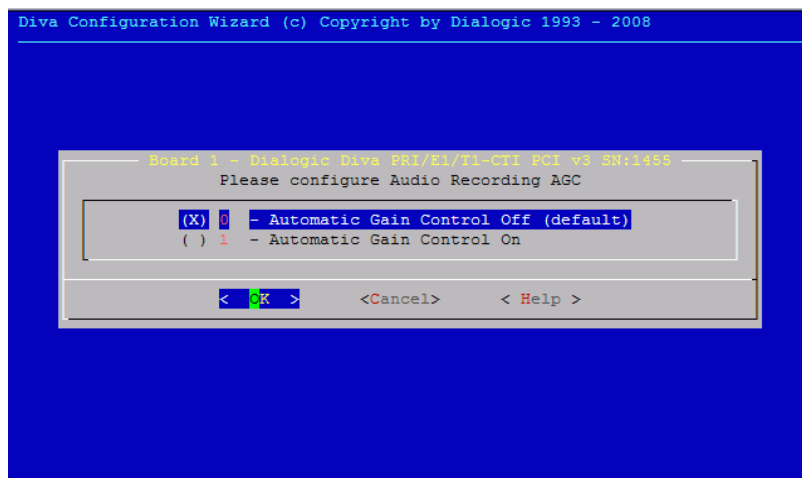 Diva Configuration Wizard (c) Copyright by Dialogic 1993 - 2008
Board 1 - Dialogic Diva PRI/E1/T1-CTI PCI v3 SN:1455
Please configure Audio Recording AGC
(X) 0 - Automatic Gain Control Off (default)
( ) 1 - Automatic Gain Control On
< OK > <Cancel> < Help >